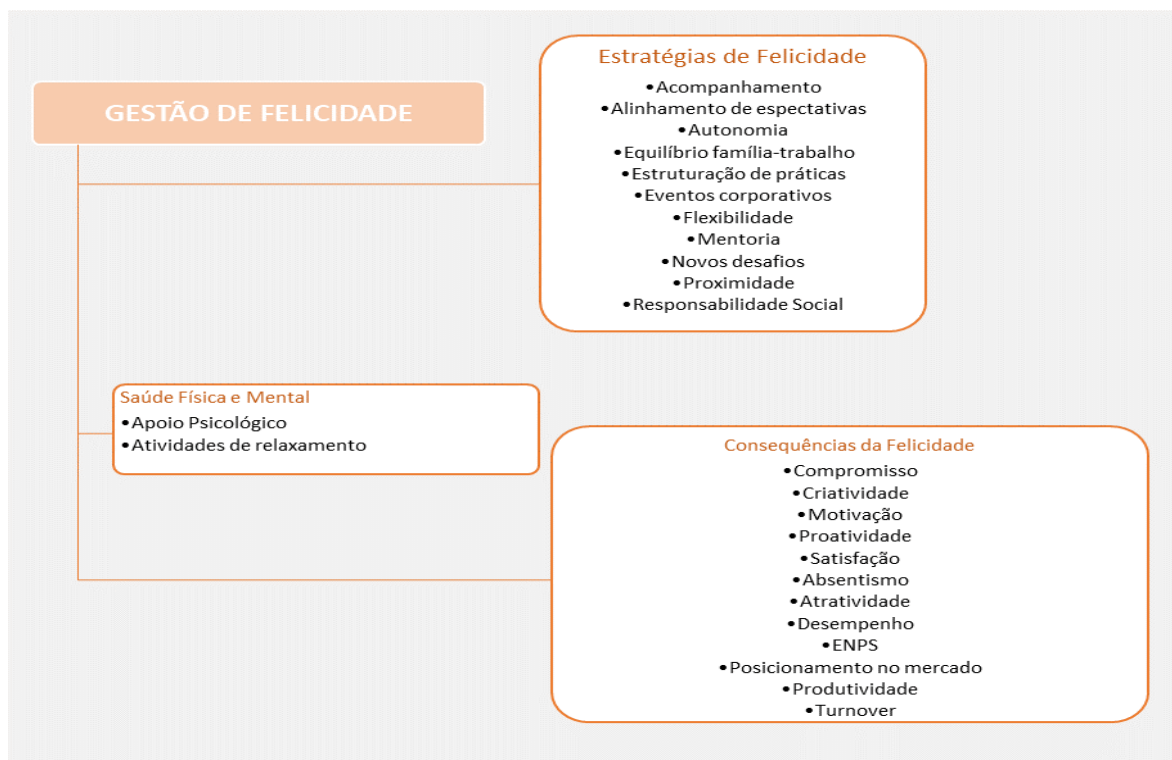 GESTÃO DE FELICIDADE
Estratégias de Felicidade
•Acompanhamento
•Alinhamento de espectativas
•Autonomia
•Equilíbrio família-trabalho
•Estruturação de práticas
•Eventos corporativos
•Flexibilidade
•Mentoria
•Novos desafios
•Proximidade
•Responsabilidade Social
Saúde Física e Mental
•Apoio Psicológico
•Atividades de relaxamento
Consequências da Felicidade
•Compromisso
•Criatividade
•Motivação
•Proatividade
•Satisfação
•Absentismo
•Atratividade
•Desempenho
•ENPS
•Posicionamento no mercado
•Produtividade
•Turnover